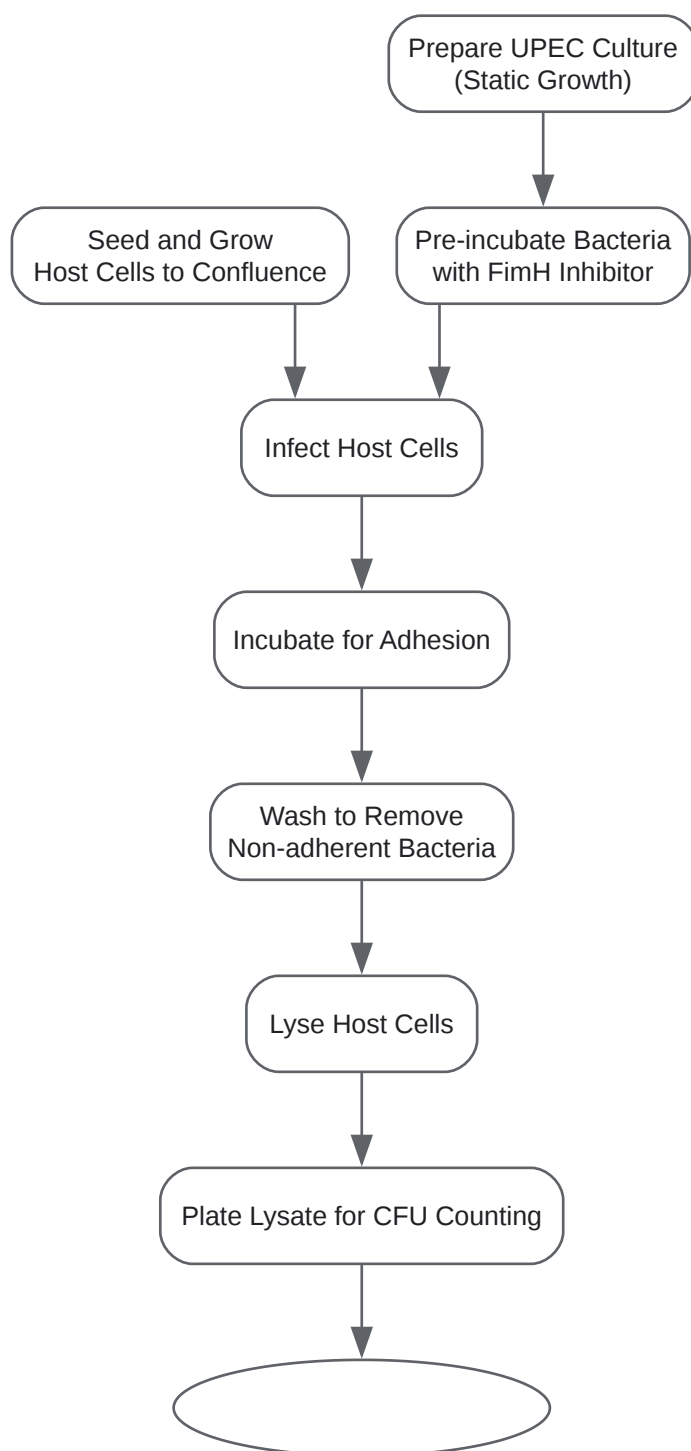 Prepare UPEC Culture
(Static Growth)
Seed and Grow
Host Cells to Confluence
Pre-incubate Bacteria
with FimH Inhibitor
Infect Host Cells
Incubate for Adhesion
Wash to Remove
Non-adherent Bacteria
Lyse Host Cells
Plate Lysate for CFU Counting